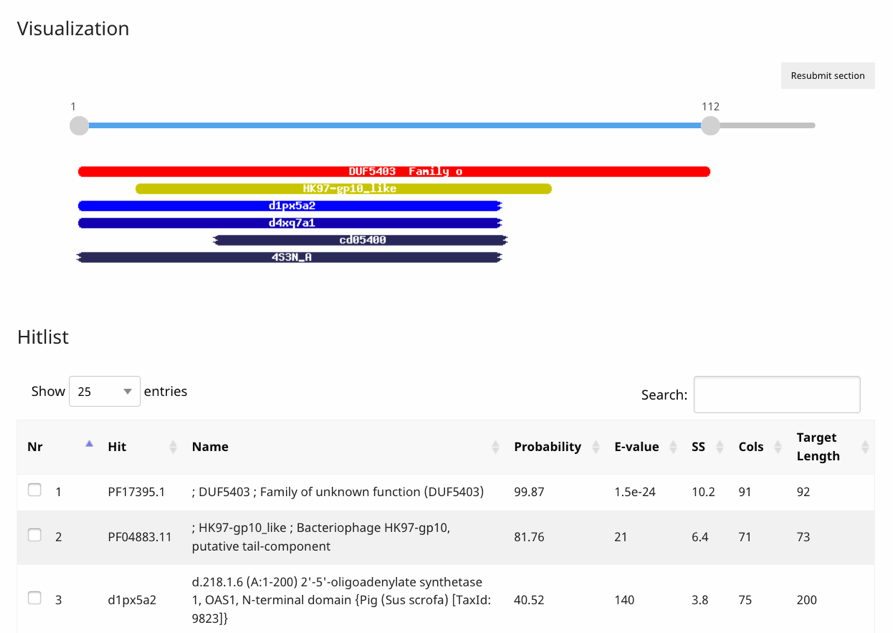 Visualization
Resubmit section
1
112
DUF5403 Family o
HK97-gp10_like
d1px5a2
d4xq7a1
cd05400
4S3N_A
Hitlist
Show 25 entries
Search:
Nr Hit Name Probability E-value SS Cols Target Length
1 PF17395.1 ; DUF5403 ; Family of unknown function (DUF5403) 99.87 1.5e-24 10.2 91 92
2 PF04883.11 ; HK97-gp10_like ; Bacteriophage HK97-gp10,
putative tail-component 81.76 21 6.4 71 73
d.218.1.6 (A:1-200) 2'-5'-oligoadenylate synthetase
3 d1px5a2 1, OAS1, N-terminal domain {Pig (Sus scrofa) [TaxId: 40.52 140 3.8 75 200
9823]}